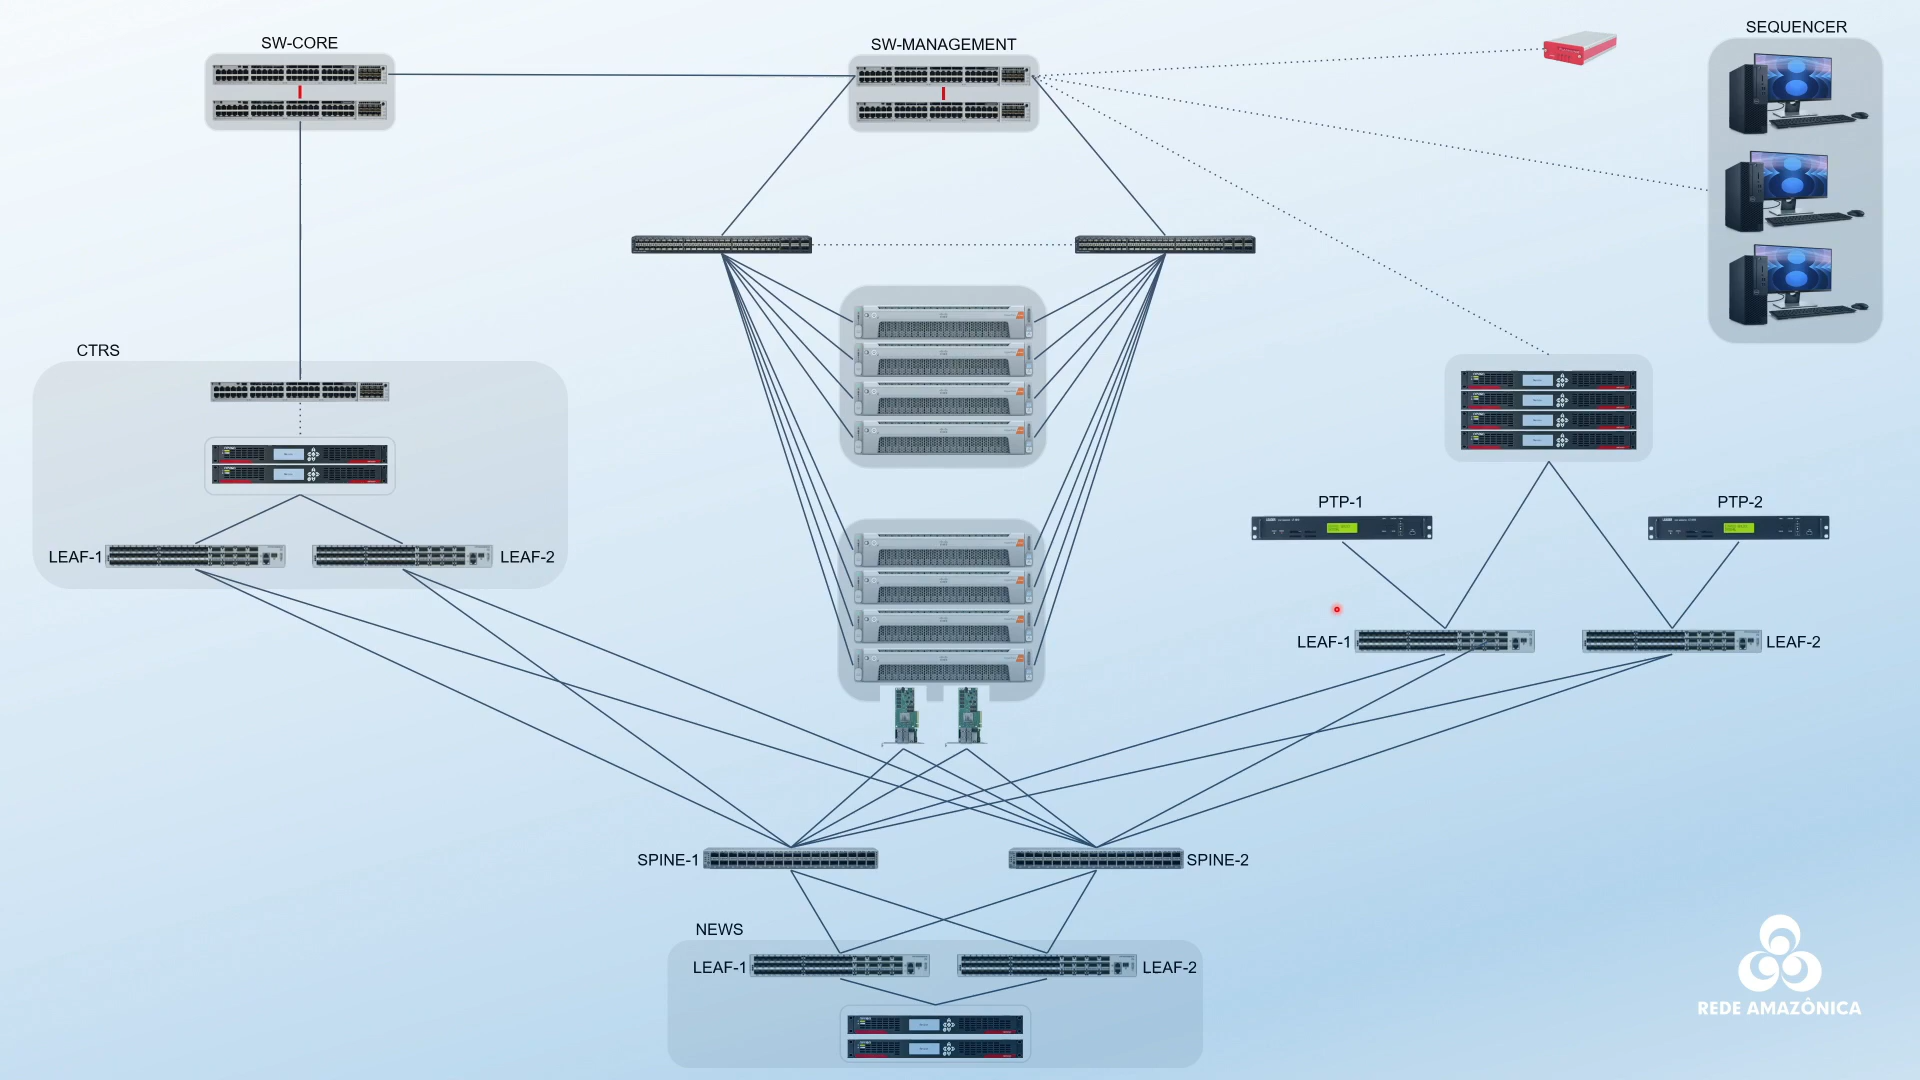 SW-CORE
SW-MANAGEMENT
SEQUENCER
CTRS
LEAF-1
LEAF-2
PTP-1
PTP-2
LEAF-1
LEAF-2
SPINE-1
SPINE-2
NEWS
LEAF-1
LEAF-2
REDE AMAZÔNICA